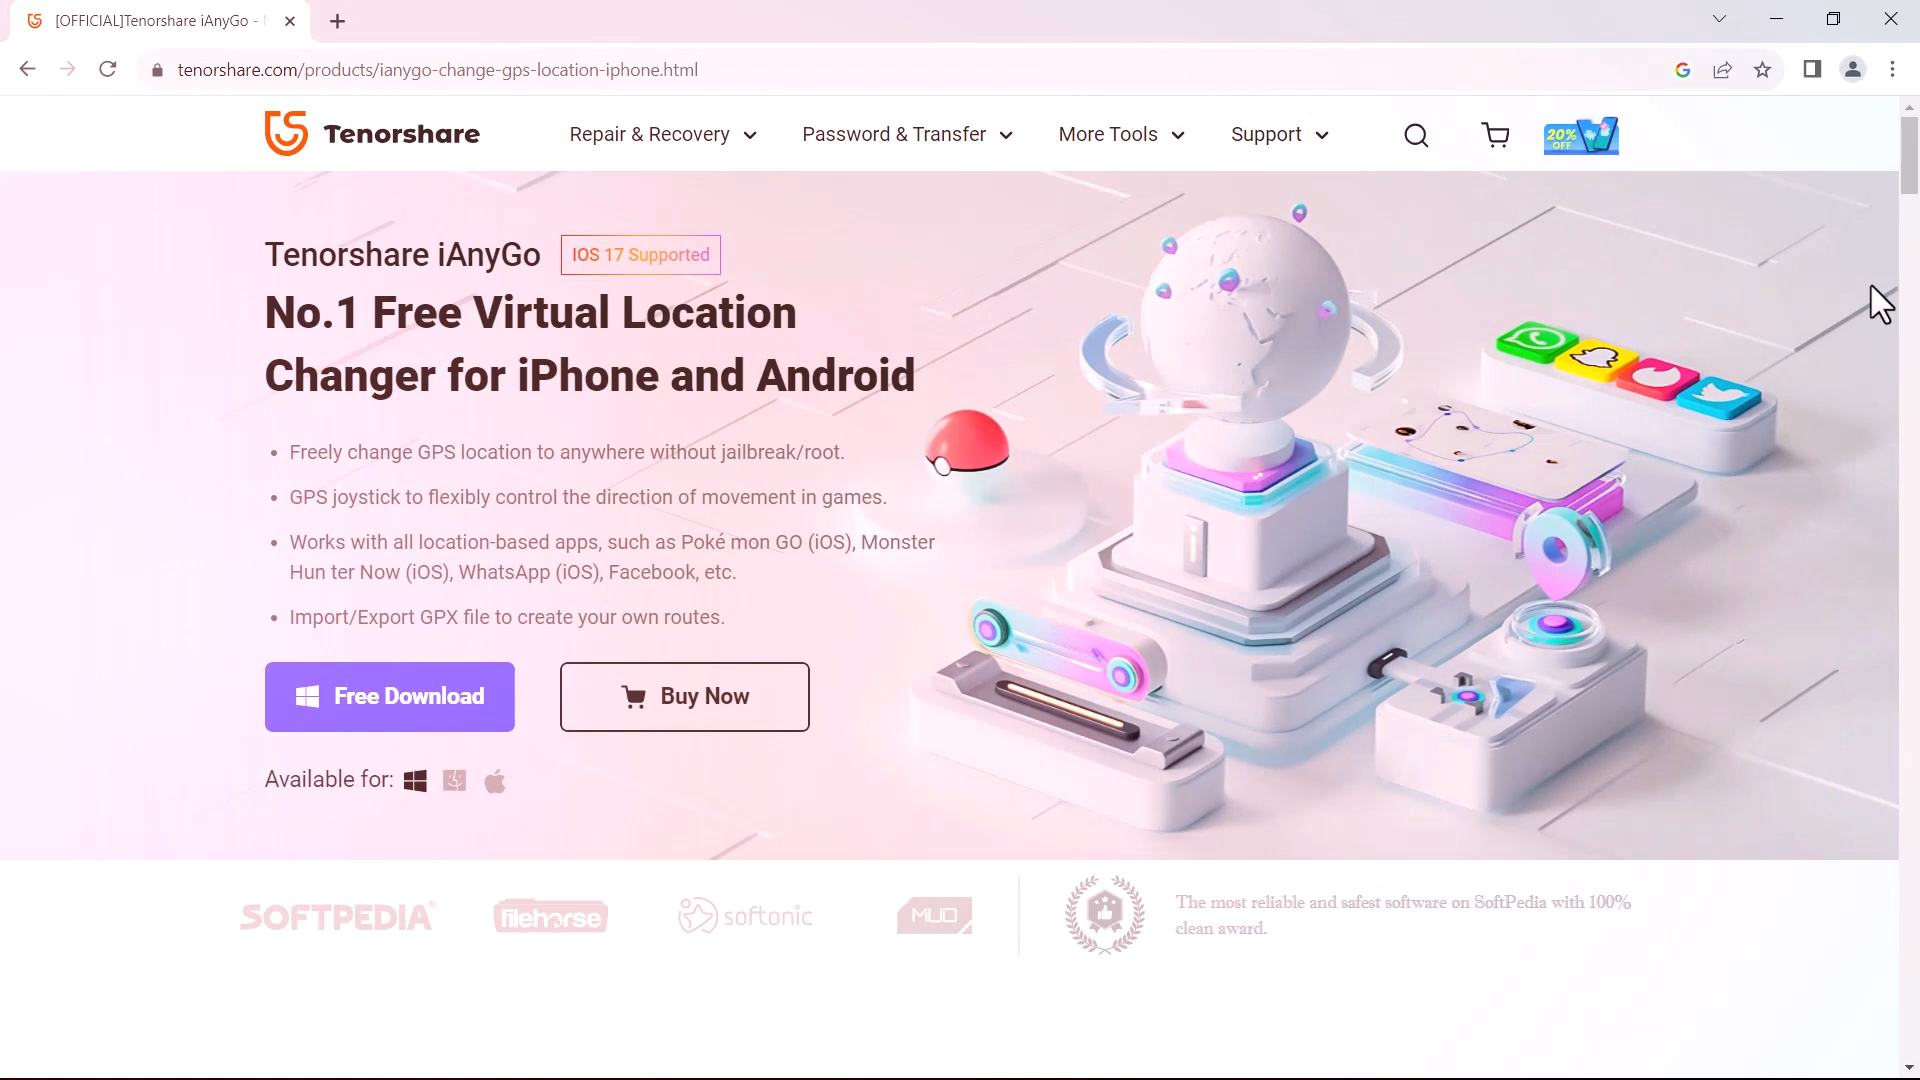 [OFFICIAL]Tenorshare iAnyGo -
tenorshare.com/products/ianygo-change-gps-location-iphone.html
Tenorshare
Repair & Recovery
Password & Transfer
More Tools
Support
20%
OFF
Tenorshare iAnyGo
IOS 17 Supported
No.1 Free Virtual Location
Changer for iPhone and Android
Freely change GPS location to anywhere without jailbreak/root.
GPS joystick to flexibly control the direction of movement in games.
Works with all location-based apps, such as Poké mon GO (iOS), Monster
Hun ter Now (iOS), WhatsApp (iOS), Facebook, etc.
Import/Export GPX file to create your own routes.
Free Download
Buy Now
Available for:
SOFTPEDIA®
filehorse
softonic
MUO
The most reliable and safest software on SoftPedia with 100%
clean award.